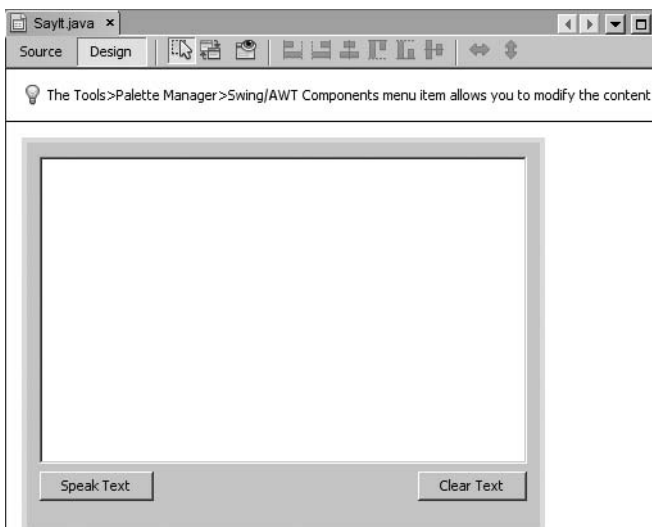 SayIt.java ×
Source Design
The Tools>Palette Manager>Swing/AWT Components menu item allows you to modify the content
Speak Text Clear Text